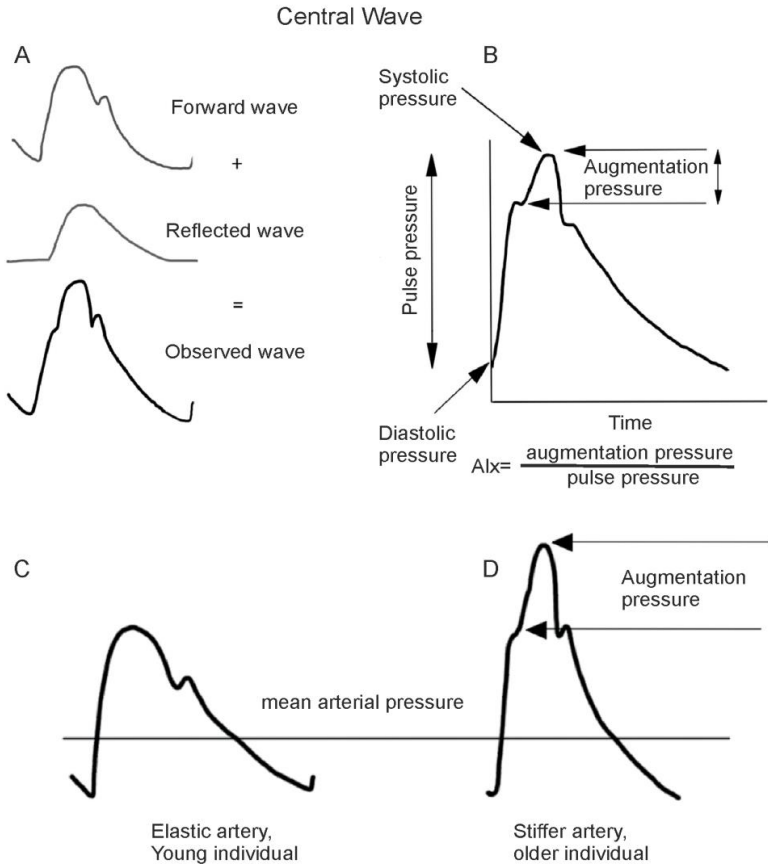 Central Wave
A
Forward wave
+
Reflected wave
=
Observed wave
B
Systolic
pressure
Augmentation
pressure
Pulse pressure
Diastolic
pressure
Time
AIx= augmentation pressure
pulse pressure
C
D
Augmentation
pressure
mean arterial pressure
Elastic artery,
Young individual
Stiffer artery,
older individual